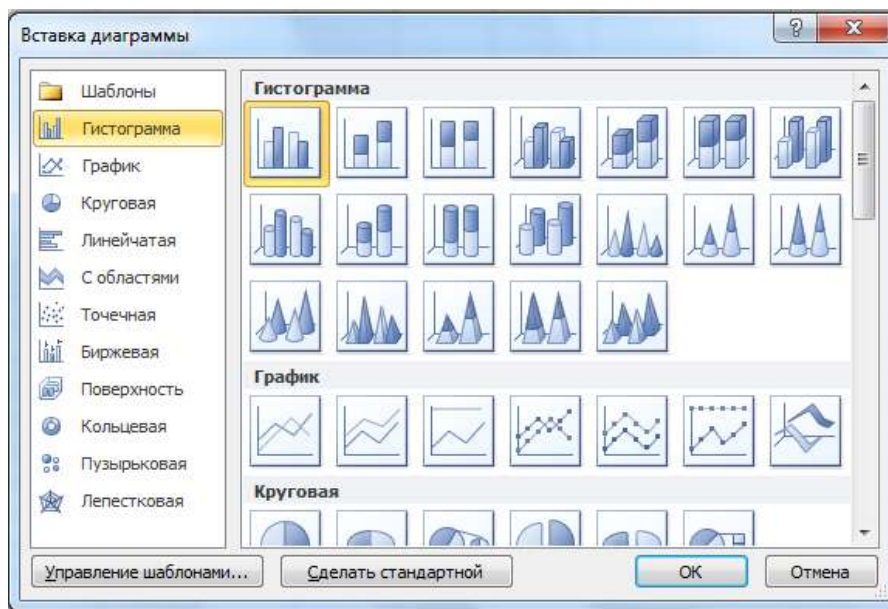 Вставка диаграммы
Шаблоны
Гистограмма
График
Круговая
Линейчатая
С областями
Точечная
Биржевая
Поверхность
Кольцевая
Пузырьковая
Лепестковая
Гистограмма
График
Круговая
Управление шаблонами...
Сделать стандартной
ОК
Отмена